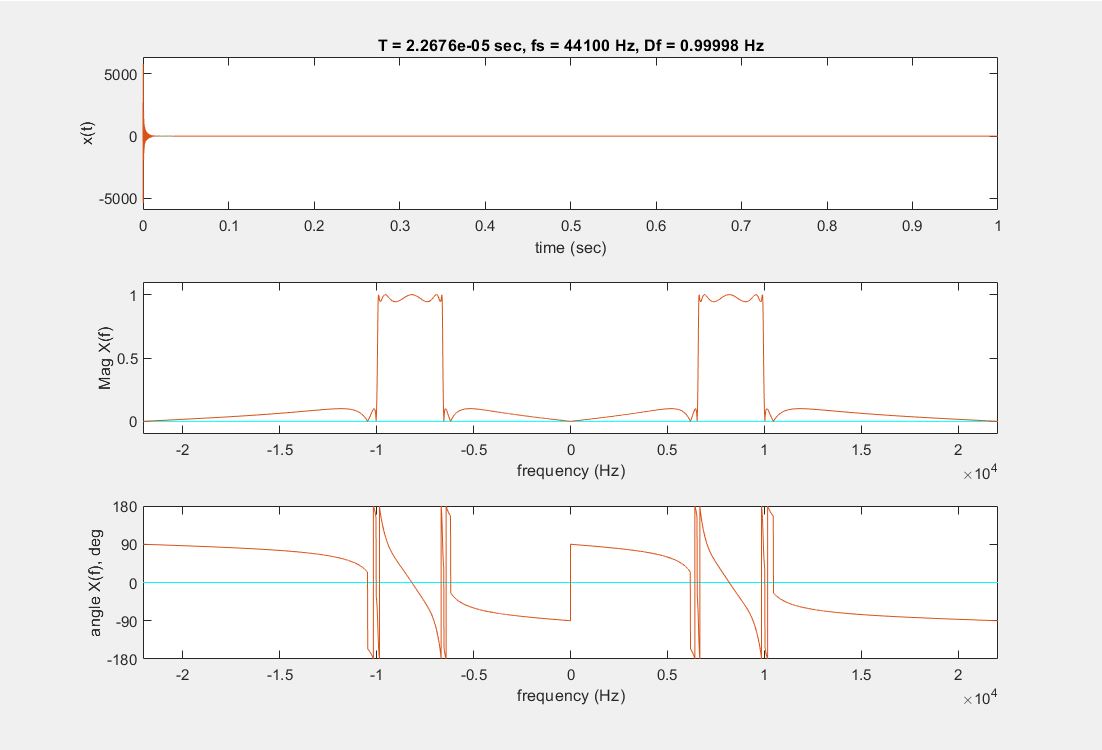 T = 2.2676e-05 sec, fs = 44100 Hz, Df = 0.99998 Hz
5000
0
-5000
x(t)
0 0.1 0.2 0.3 0.4 0.5 0.6 0.7 0.8 0.9 1
time (sec)
1
0.5
0
Mag X(f)
-2 -1.5 -1 -0.5 0 0.5 1 1.5 2
frequency (Hz)
×10^4
180
90
0
-90
-180
angle X(f), deg
-2 -1.5 -1 -0.5 0 0.5 1 1.5 2
frequency (Hz)
×10^4